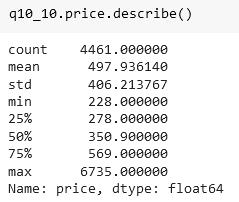 q10_10.price.describe()
count    4461.000000
mean      497.936140
std       406.213767
min       228.000000
25%       278.000000
50%       350.900000
75%       569.000000
max      6735.000000
Name: price, dtype: float64